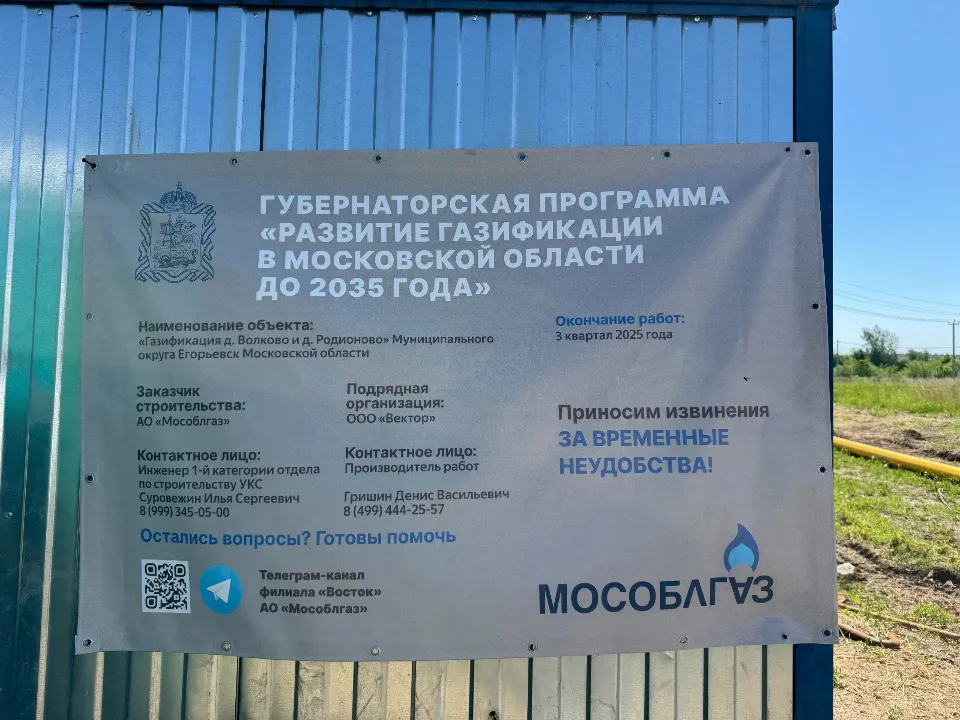 ГУБЕРНАТОРСКАЯ ПРОГРАММА
«РАЗВИТИЕ ГАЗИФИКАЦИИ
В МОСКОВСКОЙ ОБЛАСТИ
ДО 2035 ГОДА»
Наименование объекта:
«Газификация д. Волково и д. Родионово» Муниципального
округа Егорьевск Московской области
Окончание работ:
3 квартал 2025 года
Заказчик
строительства:
АО «Мособлгаз»
Подрядная
организация:
ООО «Вектор»
Контактное лицо:
Инженер 1-й категории отдела
по строительству УКС
Суровежин Илья Сергеевич
8 (999) 345-05-00
Контактное лицо:
Производитель работ
Гришин Денис Васильевич
8 (499) 444-25-57
Приносим извинения
ЗА ВРЕМЕННЫЕ
НЕУДОБСТВА!
Остались вопросы? Готовы помочь
Телеграм-канал
филиала «Восток»
АО «Мособлгаз»
МОСОБЛГАЗ